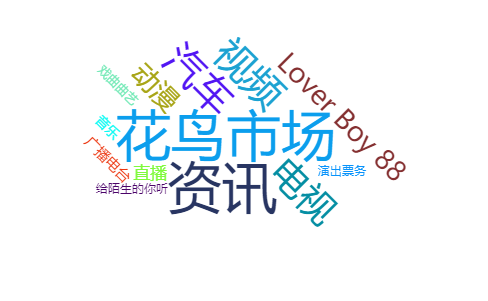 视频
Lover Boy 88
汽车
动漫
戏曲曲艺
花鸟市场
音乐
广播电台
直播
资讯
电视
演出票务
给陌生的你听